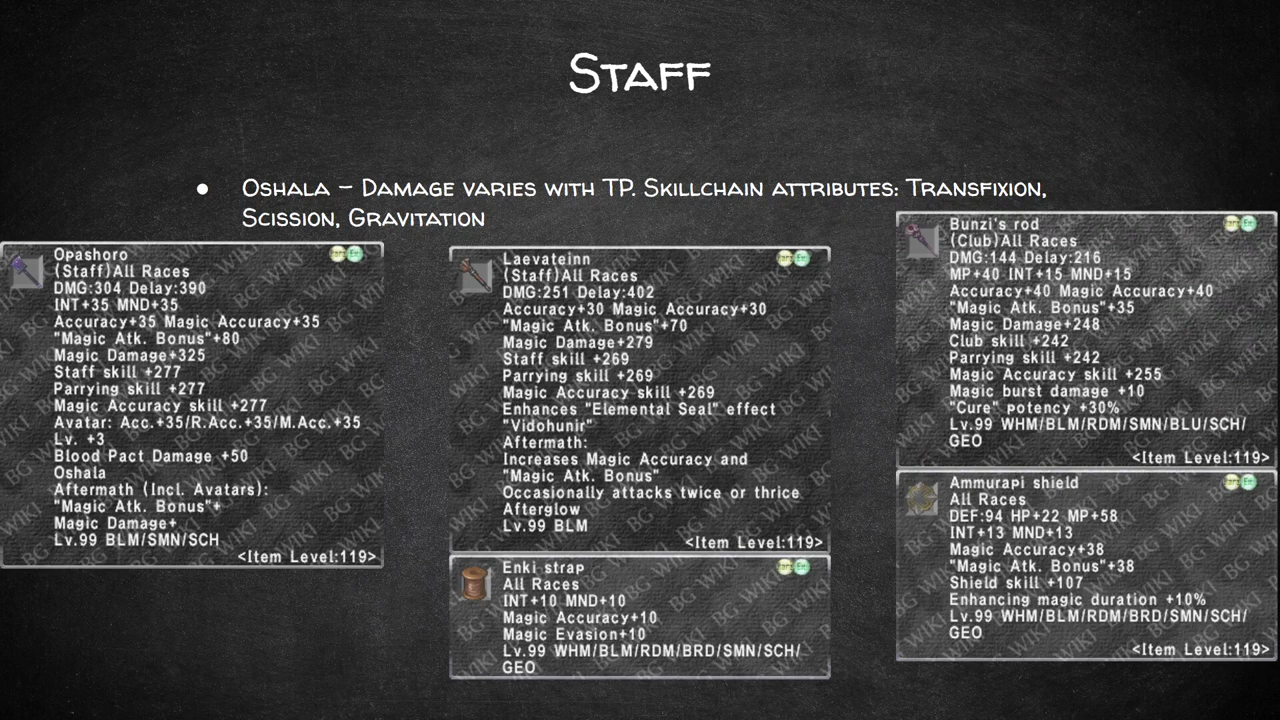 Staff
● Oshala – Damage varies with TP. Skillchain attributes: Transfixion,
Scission, Gravitation
Opashoro
(Staff)All Races
DMG:304 Delay:390
INT+35 MND+35
Accuracy+35 Magic Accuracy+35
"Magic Atk. Bonus"+80
Magic Damage+325
Staff skill +277
Parrying skill +277
Magic Accuracy skill +277
Avatar: Acc.+35/R.Acc.+35/M.Acc.+35
Lv. +3
Blood Pact Damage +50
Oshala
Aftermath (Incl. Avatars):
"Magic Atk. Bonus"+
Magic Damage+
Lv.99 BLM/SMN/SCH
<Item Level:119>
Laevateinn
(Staff)All Races
DMG:251 Delay:402
Accuracy+30 Magic Accuracy+30
"Magic Atk. Bonus"+70
Magic Damage+279
Staff skill +269
Parrying skill +269
Magic Accuracy skill +269
Enhances "Elemental Seal" effect
"Vidohunir"
Aftermath:
Increases Magic Accuracy and
"Magic Atk. Bonus"
Occasionally attacks twice or thrice
Afterglow
Lv.99 BLM
<Item Level:119>
Enki strap
All Races
INT+10 MND+10
Magic Accuracy+10
Magic Evasion+10
Lv.99 WHM/BLM/RDM/BRD/SMN/SCH/
GEO
Bunzi's rod
(Club)All Races
DMG:144 Delay:216
MP+40 INT+15 MND+15
Accuracy+40 Magic Accuracy+40
"Magic Atk. Bonus"+35
Magic Damage+248
Club skill +242
Parrying skill +242
Magic Accuracy skill +255
Magic burst damage +10
"Cure" potency +30%
Lv.99 WHM/BLM/RDM/SMN/BLU/SCH/
GEO
<Item Level:119>
Ammurapi shield
All Races
DEF:94 HP+22 MP+58
INT+13 MND+13
Magic Accuracy+38
"Magic Atk. Bonus"+38
Shield skill +107
Enhancing magic duration +10%
Lv.99 WHM/BLM/RDM/BRD/SMN/SCH/
GEO
<Item Level:119>